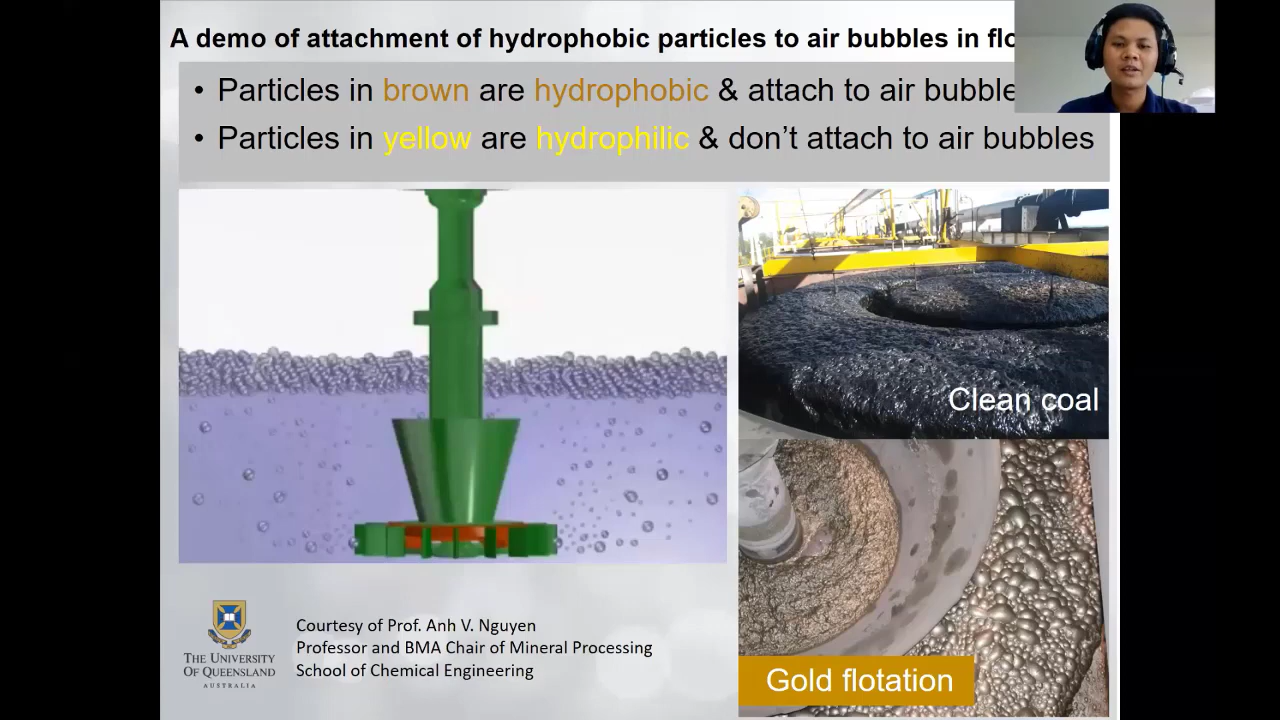 A demo of attachment of hydrophobic particles to air bubbles in
• Particles in brown are hydrophobic & attach to air
• Particles in yellow are hydrophilic & don’t attach to air bubbles
Clean coal
Gold flotation
THE UNIVERSITY
OF QUEENSLAND
AUSTRALIA
Courtesy of Prof. Anh V. Nguyen
Professor and BMA Chair of Mineral Processing
School of Chemical Engineering